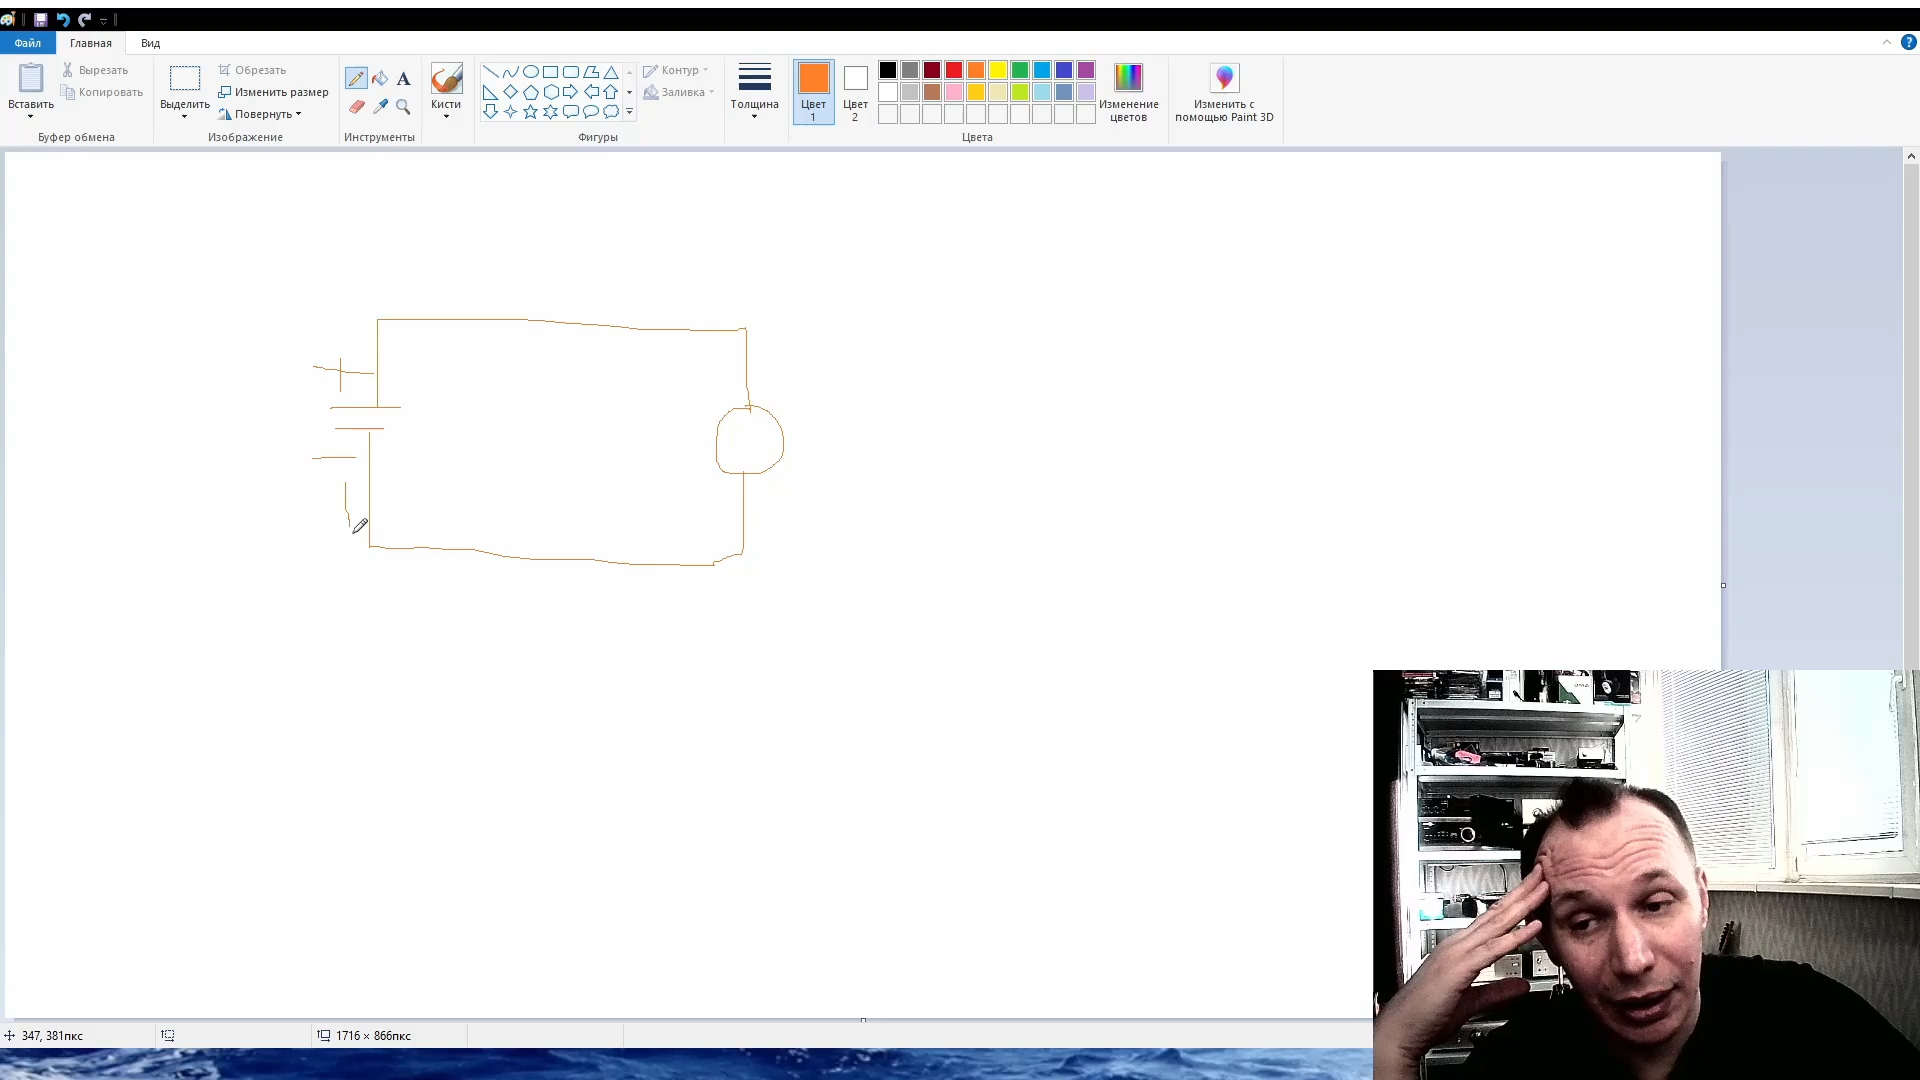 Файл Главная Вид
Вставить
Вырезать
Копировать
Буфер обмена
Выделить
Обрезать
Изменить размер
Повернуть
Изображение
Инструменты
Кисти
Фигуры
Контур
Заливка
Толщина
Цвет 1
Цвет 2
Изменение цветов
Цвета
Изменить с помощью Paint 3D
347, 381пкс
1716 × 866пкс